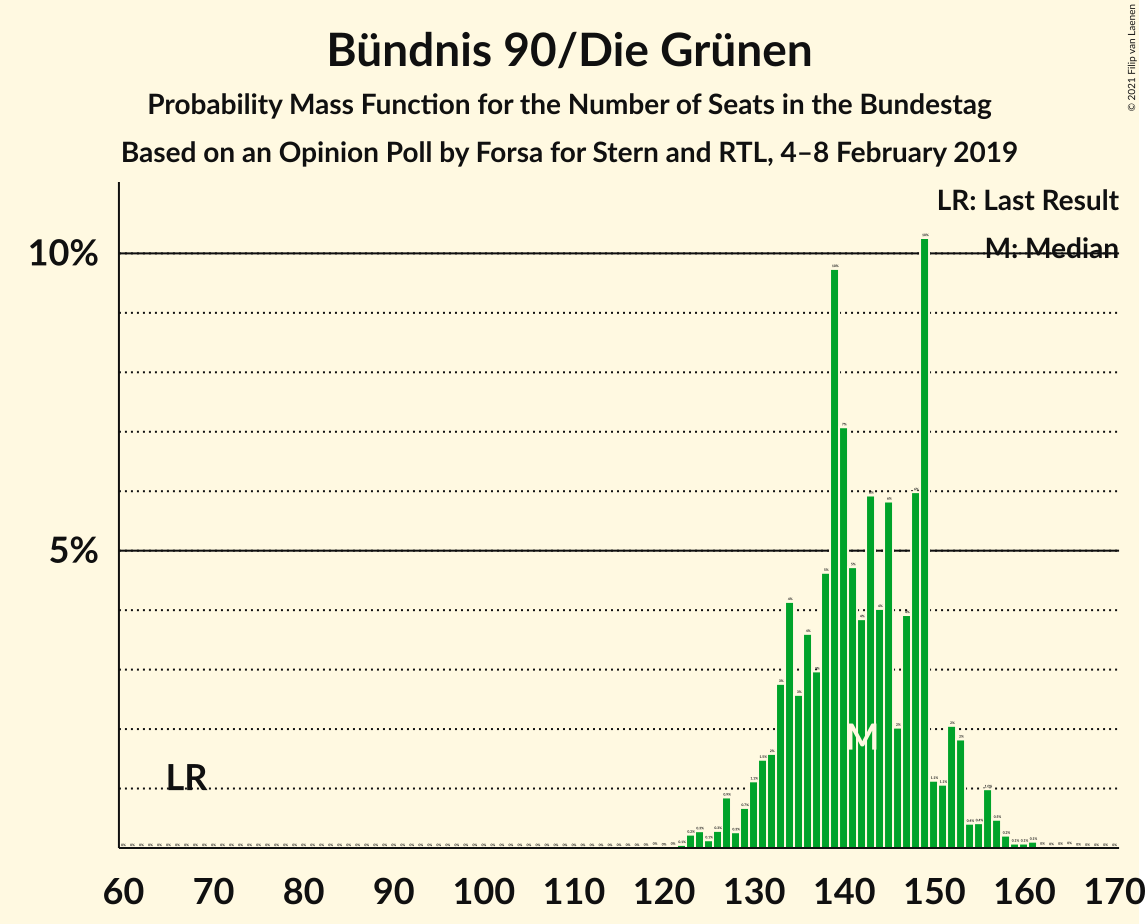 Bündnis 90/Die Grünen
Probability Mass Function for the Number of Seats in the Bundestag
Based on an Opinion Poll by Forsa for Stern and RTL, 4–8 February 2019
© 2021 Filip van Laenen
LR: Last Result
M: Median
10%
5%
LR
M
60 70 80 90 100 110 120 130 140 150 160 170